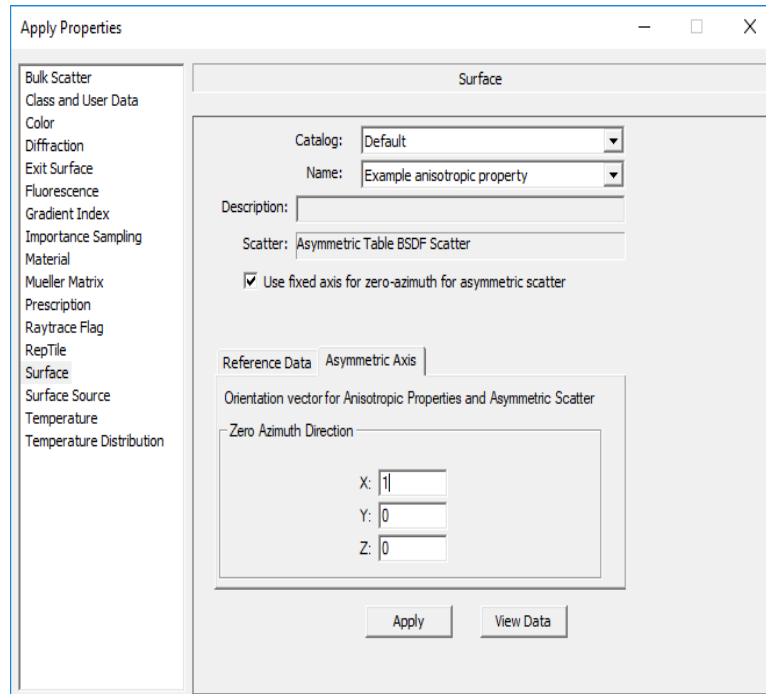 Apply Properties
Bulk Scatter
Class and User Data
Color
Diffraction
Exit Surface
Fluorescence
Gradient Index
Importance Sampling
Material
Mueller Matrix
Prescription
Raytrace Flag
RepTile
Surface
Surface Source
Temperature
Temperature Distribution
Surface
Catalog: Default
Name: Example anisotropic property
Description:
Scatter: Asymmetric Table BSDF Scatter
Use fixed axis for zero-azimuth for asymmetric scatter
Reference Data Asymmetric Axis
Orientation vector for Anisotropic Properties and Asymmetric Scatter
Zero Azimuth Direction
X: 1
Y: 0
Z: 0
Apply View Data